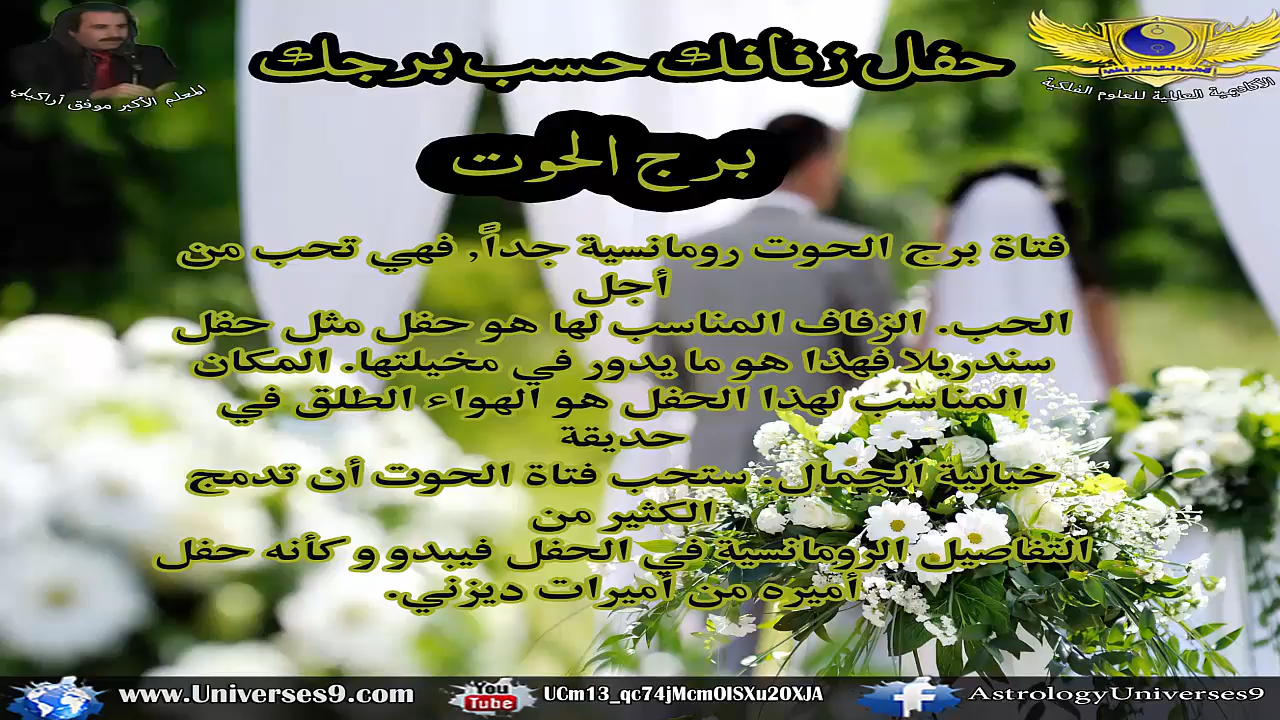 حفل زفافك حسب برجك
المعلم الأكبر موفق آراكيلي
الأكاديمية العالمية للعلوم الفلكية
برج الحوت
فتاة برج الحوت رومانسية جداً, فهي تحب من
أجل
الحب. الزفاف المناسب لها هو حفل مثل حفل
سندريلا فهذا هو ما يدور في مخيلتها. المكان
المناسب لهذا الحفل هو الهواء الطلق في
حديقة
خيالية الجمال. ستحب فتاة الحوت أن تدمج
الكثير من
التفاصيل الرومانسية في الحفل فيبدو و كأنه حفل
أميره من أميرات ديزني.
www.Universes9.com
You Tube
UCm13_qc74jMcmOlSXu20XJA
AstrologyUniverses9